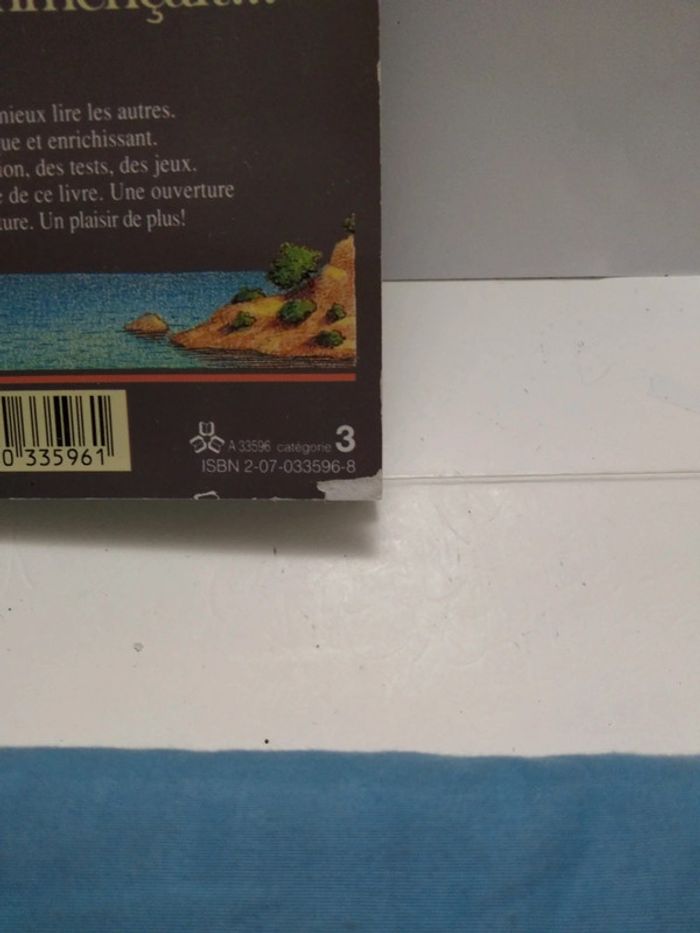 mieux lire les autres.
que et enrichissant.
ion, des tests, des jeux.
e de ce livre. Une ouverture
ture. Un plaisir de plus!
A 33596 catégorie 3
ISBN 2-07-033596-8
0 335961